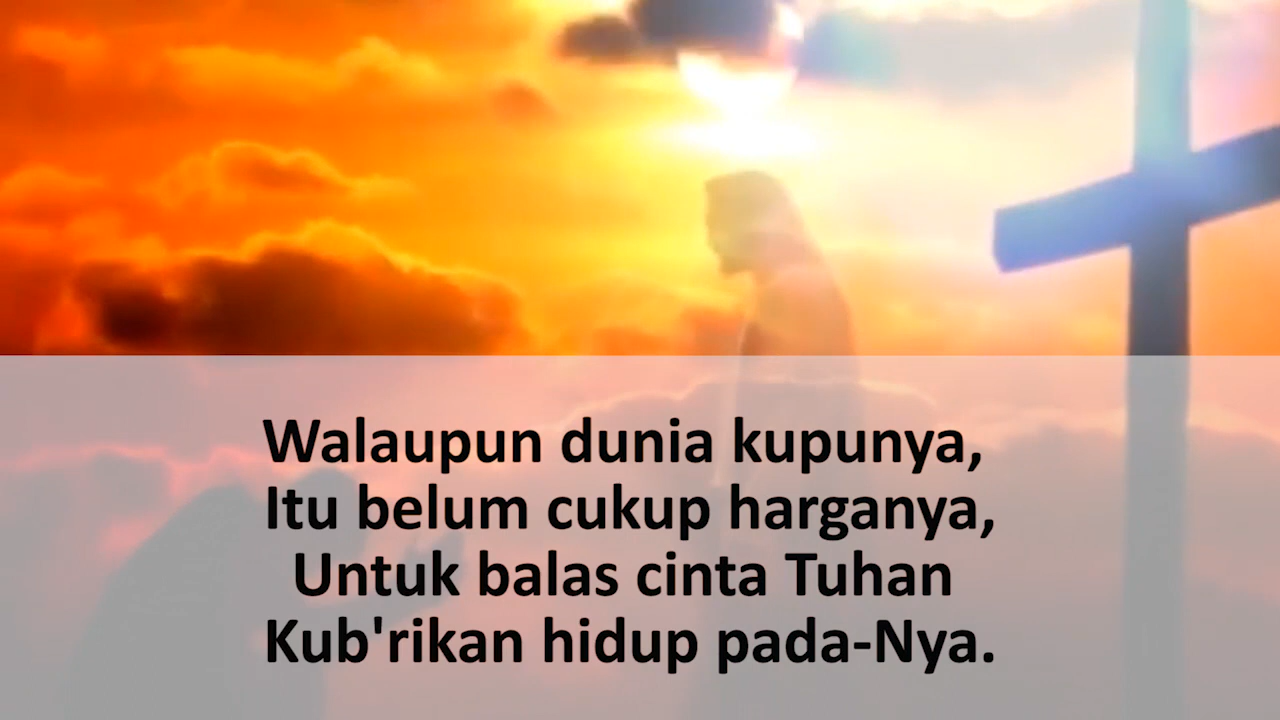 Walaupun dunia kupunya,
Itu belum cukup harganya,
Untuk balas cinta Tuhan
Kub'rikan hidup pada-Nya.